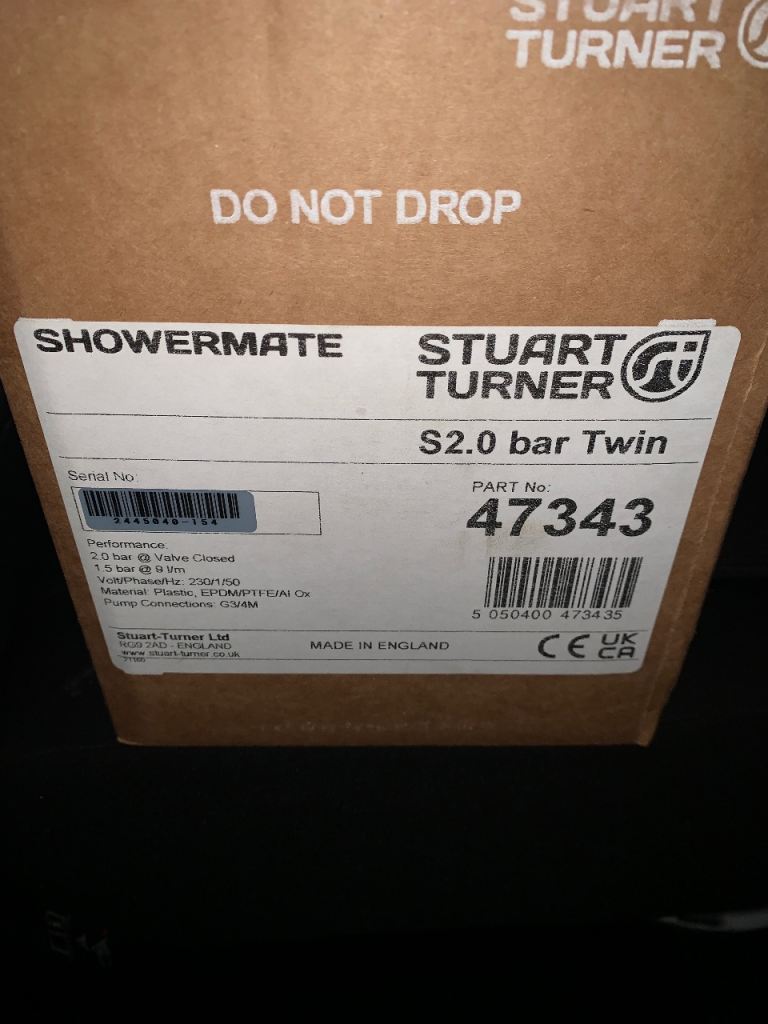 STUART
TURNER
DO NOT DROP
SHOWERMATE
STUART
TURNER
S2.0 bar Twin
Serial No:
2445040-154
PART No:
47343
Performance
2.0 bar @ Valve Closed
1.5 bar @ 9 l/m
Volt/Phase/Hz: 230/1/50
Material: Plastic, EPDM/PTFE/Al Ox
Pump Connections: G3/4M
5 050400 473435
Stuart-Turner Ltd
RG9 2AD - ENGLAND
www.stuart-turner.co.uk
MADE IN ENGLAND
CE UK
CA